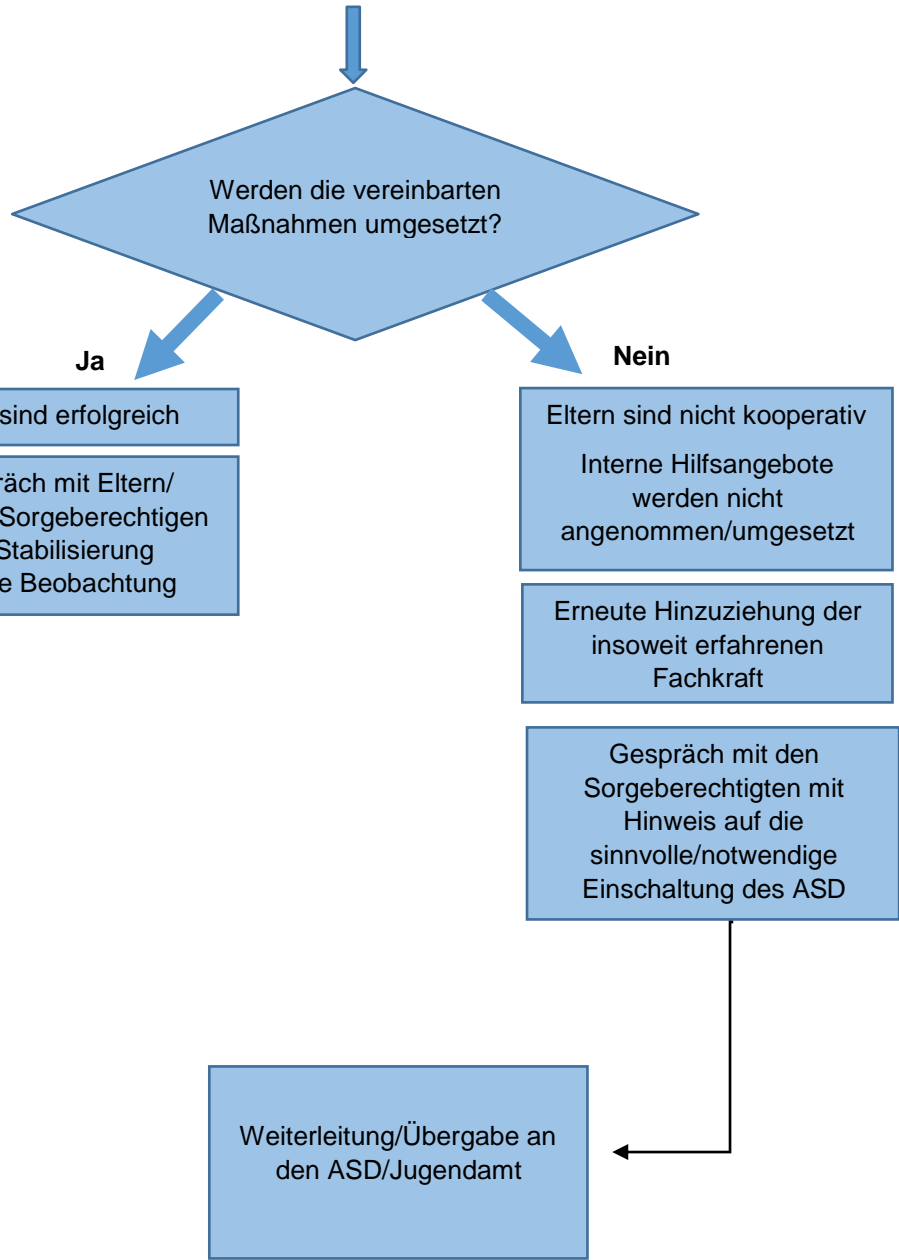 Werden die vereinbarten
Maßnahmen umgesetzt?
Ja
sind erfolgreich
mit Eltern/
Sorgeberechtigen
Stabilisierung
Beobachtung
Nein
Eltern sind nicht kooperativ
Interne Hilfsangebote
werden nicht
angenommen/umgesetzt
Erneute Hinzuziehung der
insoweit erfahrenen
Fachkraft
Gespräch mit den
Sorgeberechtigten mit
Hinweis auf die
sinnvolle/notwendige
Einschaltung des ASD
Weiterleitung/Übergabe an
den ASD/Jugendamt